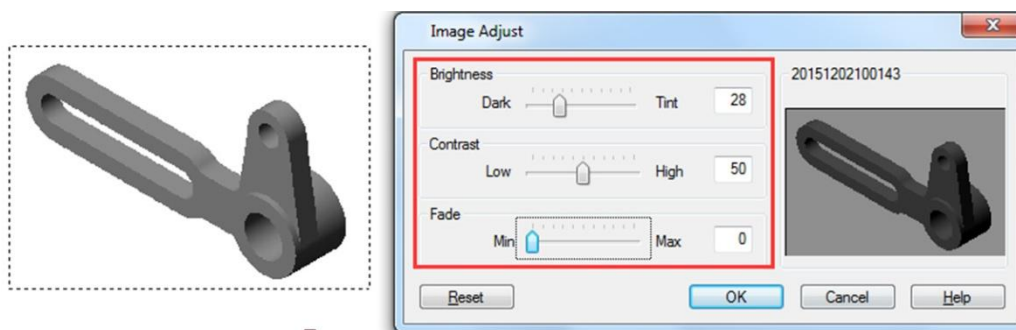 Image Adjust
Brightness
Dark
Tint
28
Contrast
Low
High
50
Fade
Min
Max
0
20151202100143
Reset
OK
Cancel
Help